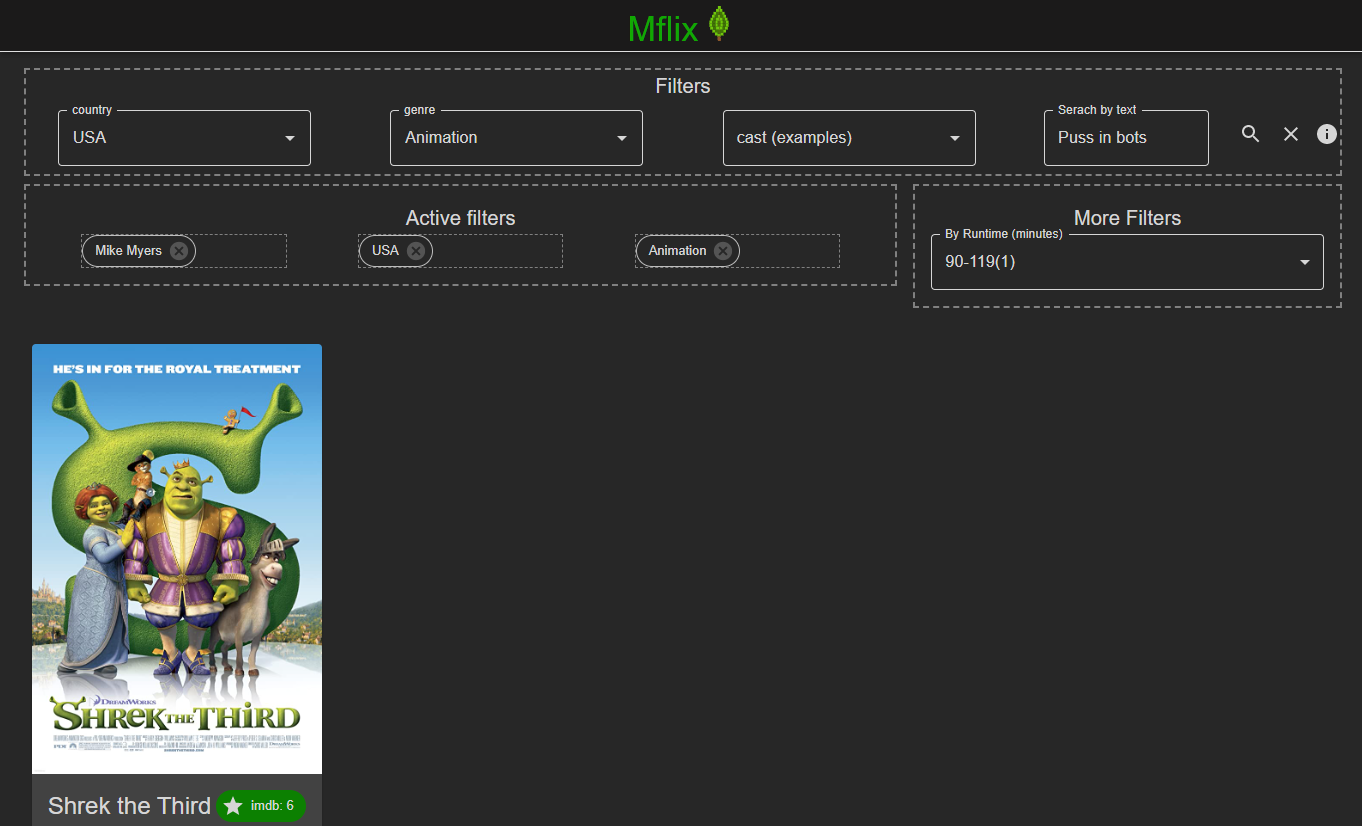 Mflix
Filters
country
genre
Serach by text
USA
Animation
cast (examples)
Puss in bots
Active filters
More Filters
Mike Myers
USA
Animation
By Runtime (minutes)
90-119(1)
HE'S IN FOR THE ROYAL TREATMENT
DREAMWORKS
SHREK THE THIRD
Shrek the Third
imdb: 6